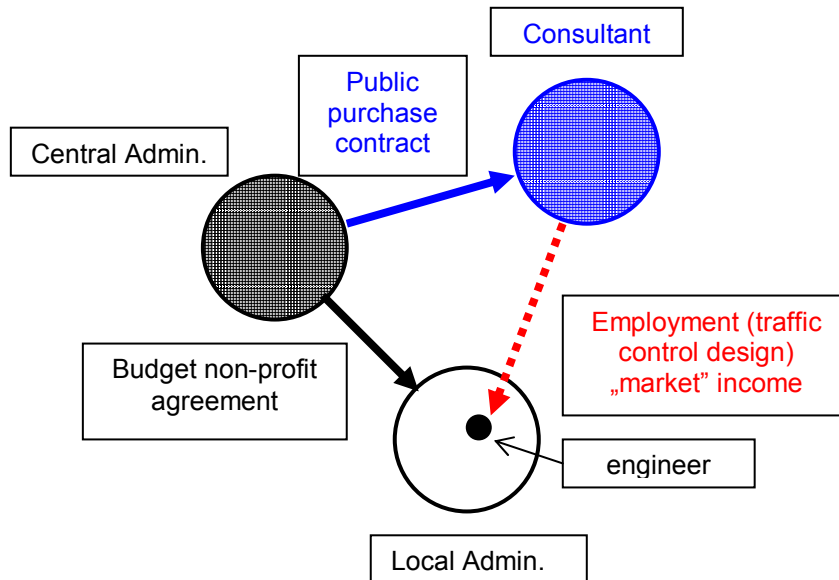 Consultant
Public
purchase
contract
Central Admin.
Employment (traffic
control design)
„market” income
Budget non-profit
agreement
engineer
Local Admin.